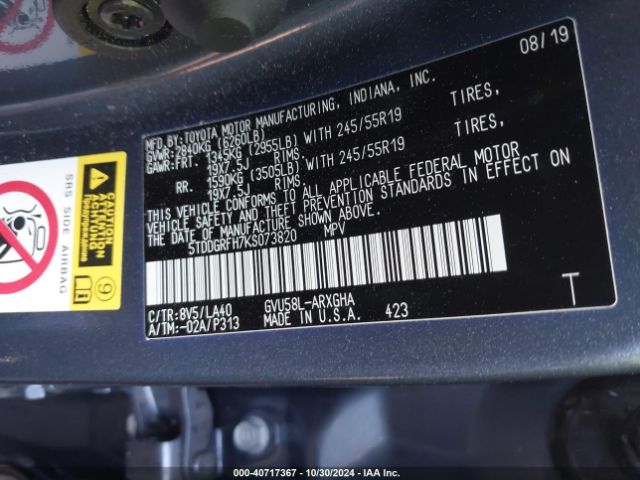 08/19
MFD.BY:TOYOTA MOTOR MANUFACTURING, INDIANA, INC.
GVWR:2840KG (6260LB)
GAWR:FRT. 1345KG (2955LB) WITH 245/55R19 TIRES,
19X7.5J RIMS,
RR. 1590KG (3505LB) WITH 245/55R19 TIRES,
19X7.5J RIMS.
THIS VEHICLE CONFORMS TO ALL APPLICABLE FEDERAL MOTOR
VEHICLE SAFETY AND THEFT PREVENTION STANDARDS IN EFFECT ON
THE DATE OF MANUFACTURE SHOWN ABOVE.
5TDDGRFH7KS073820 MPV
C/TR:8V5/LA40 GVU58L-ARXGHA
A/TM:-02A/P313 MADE IN U.S.A. 423
T
SRS SIDE AIRBAG
CAUTION
ATTENTION
9
000-40717367 - 10/30/2024 - IAA Inc.